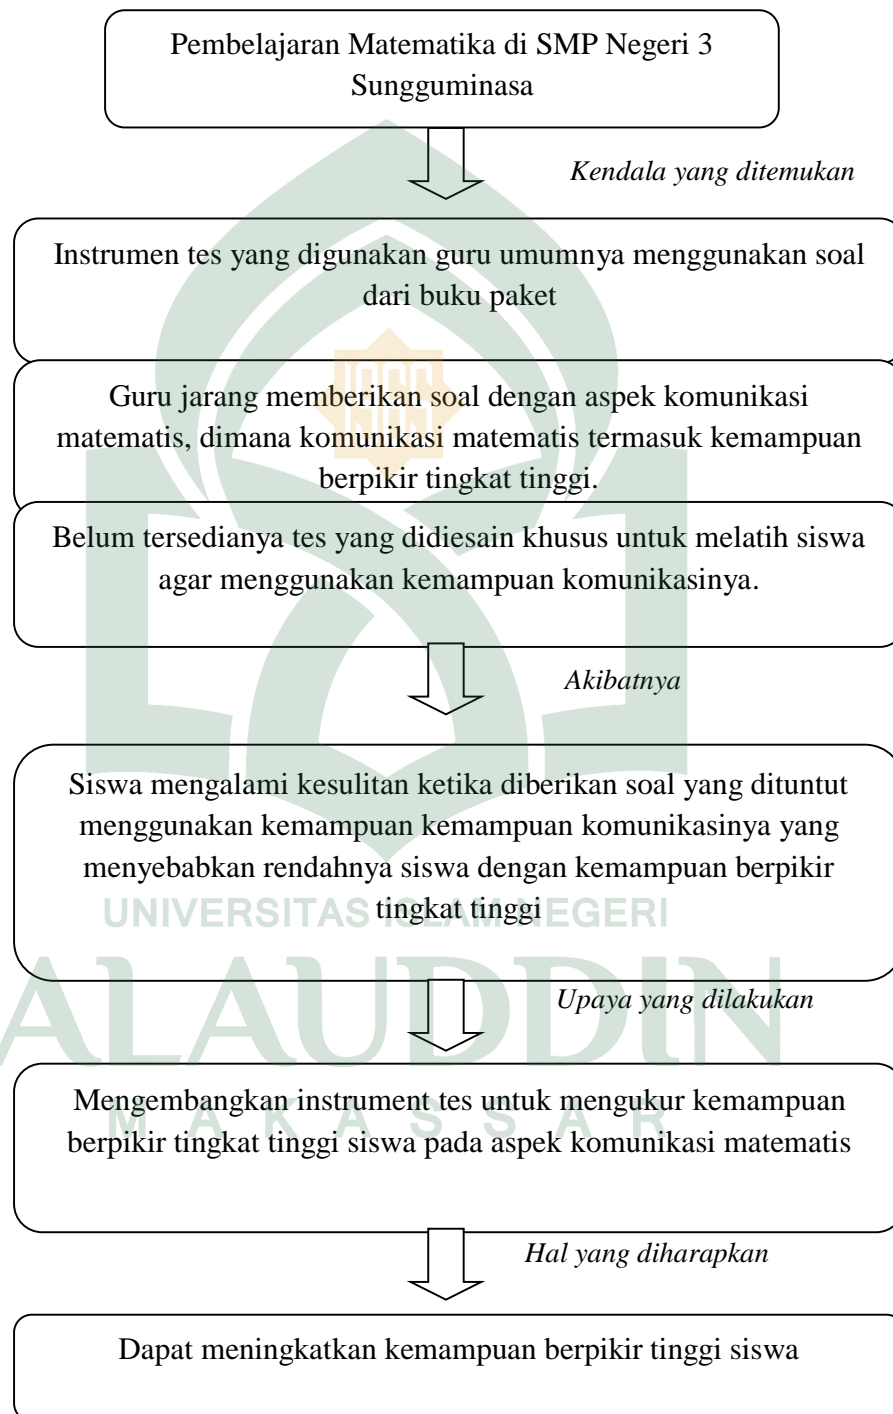 Pembelajaran Matematika di SMP Negeri 3
Sungguminasa
Kendala yang ditemukan
Instrumen tes yang digunakan guru umumnya menggunakan soal
dari buku paket
Guru jarang memberikan soal dengan aspek komunikasi
matematis, dimana komunikasi matematis termasuk kemampuan
berpikir tingkat tinggi.
Belum tersedianya tes yang didiesain khusus untuk melatih siswa
agar menggunakan kemampuan komunikasinya.
Akibatnya
Siswa mengalami kesulitan ketika diberikan soal yang dituntut
menggunakan kemampuan kemampuan komunikasinya yang
menyebabkan rendahnya siswa dengan kemampuan berpikir
tingkat tinggi
UNIVERSITAS ISLAM NEGERI
ALAUDDIN
Upaya yang dilakukan
Mengembangkan instrument tes untuk mengukur kemampuan
berpikir tingkat tinggi siswa pada aspek komunikasi matematis
MAKASSAR
Hal yang diharapkan
Dapat meningkatkan kemampuan berpikir tinggi siswa